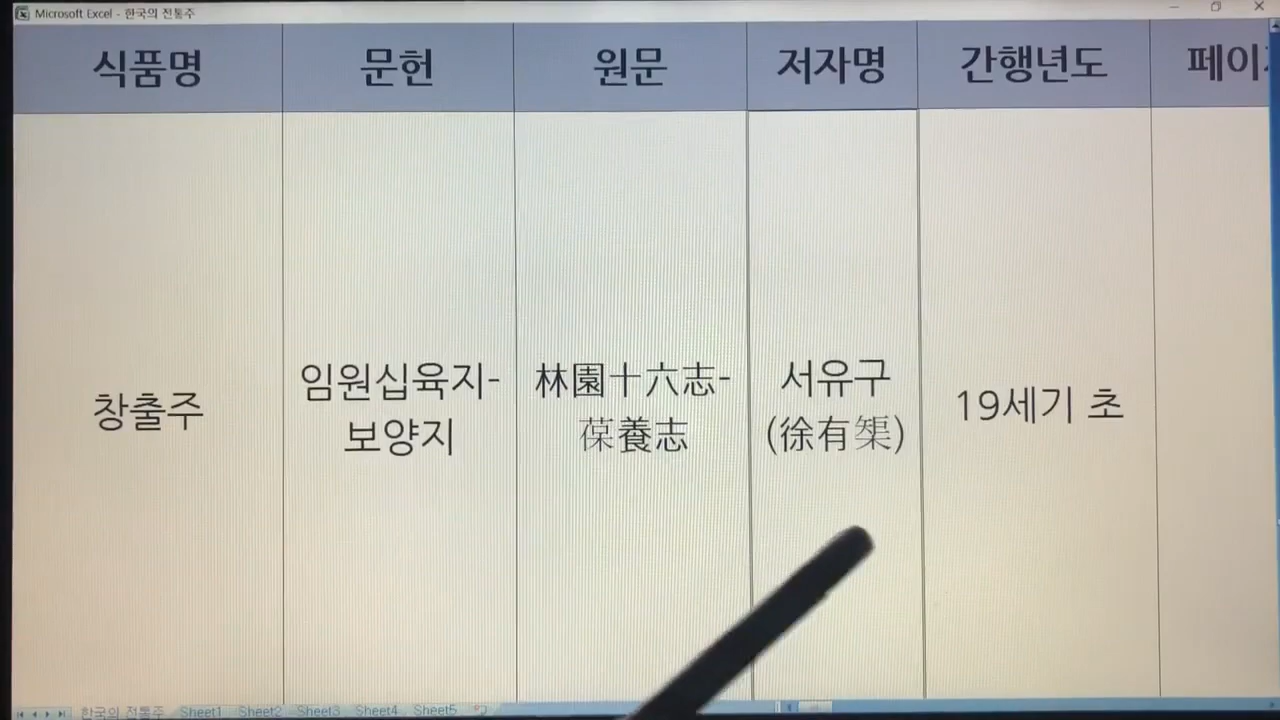 Microsoft Excel - 한국의 전통주
식품명 문헌 원문 저자명 간행년도
창출주 임원십육지- 林園十六志- 서유구 19세기 초
보양지 葆養志 (徐有榘)
한국의 전통주 Sheet1 Sheet2 Sheet3 Sheet4 Sheet5